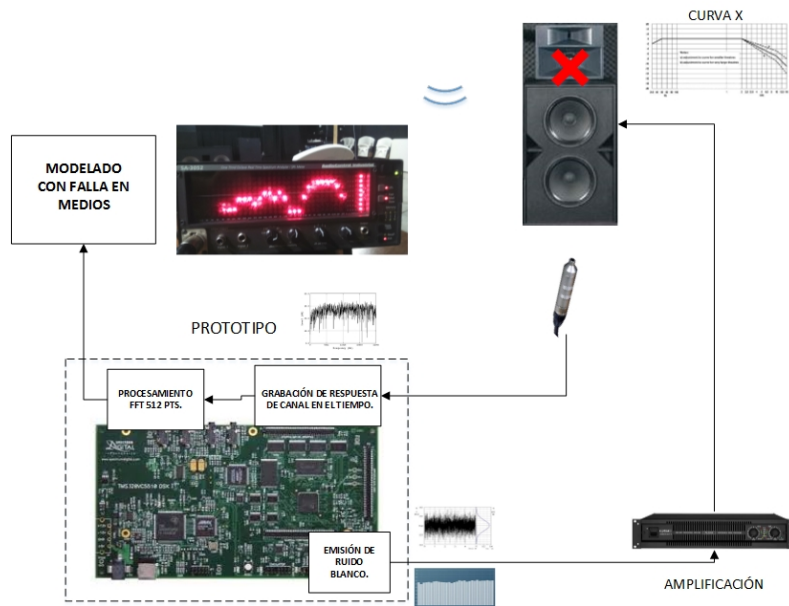 CURVA X
MODELADO
CON FALLA EN
MEDIOS
PROTOTIPO
PROCESAMIENTO
FFT 512 PTS.
GRABACIÓN DE RESPUESTA
DE CANAL EN EL TIEMPO.
EMISIÓN DE
RUIDO
BLANCO.
AMPLIFICACIÓN